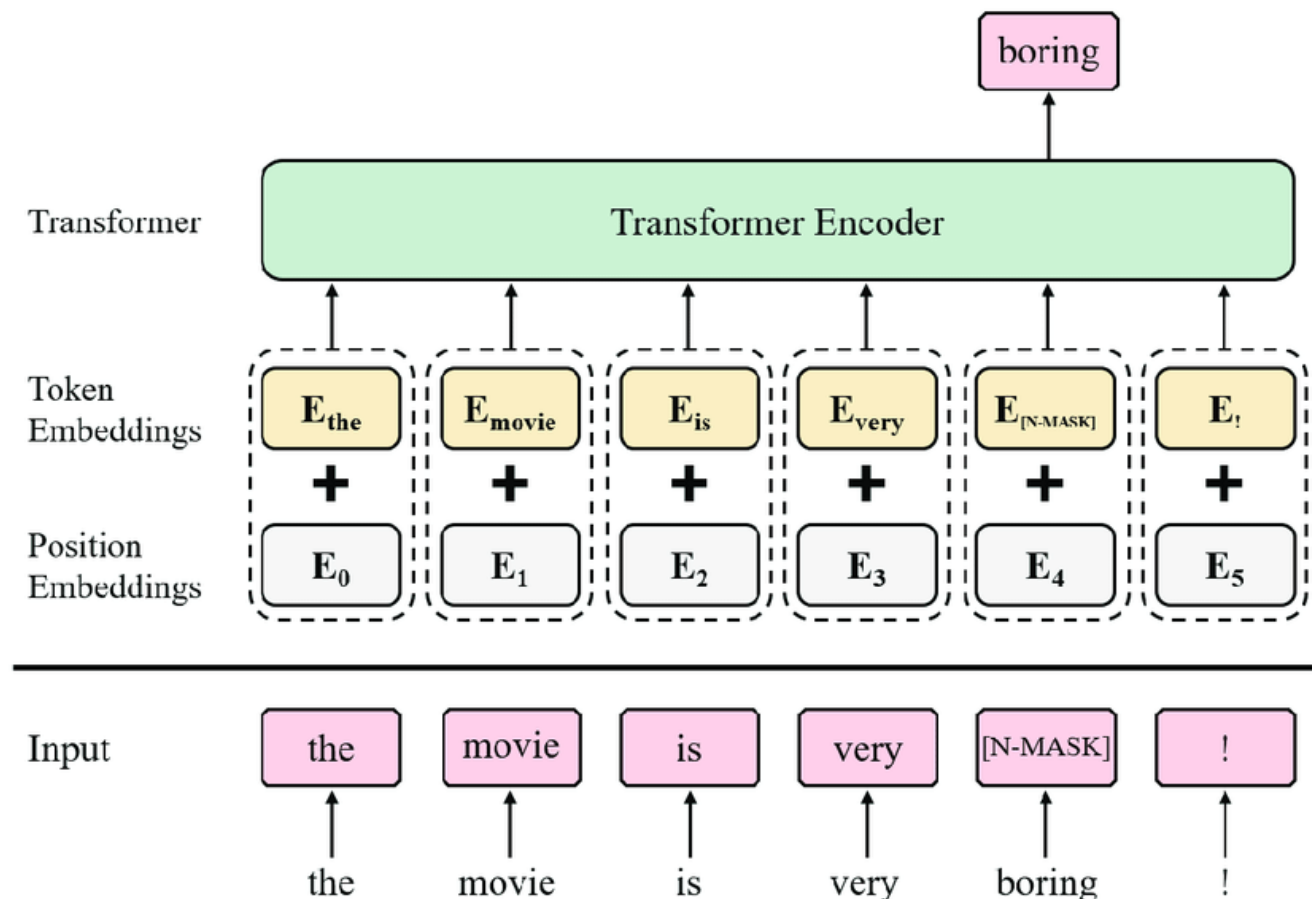 boring
Transformer
Transformer Encoder
Token
Embeddings
E_the E_movie E_is E_very E_[N-MASK] E_!
+ + + + + +
Position
Embeddings
E_0 E_1 E_2 E_3 E_4 E_5
Input the movie is very [N-MASK] !
the movie is very boring !